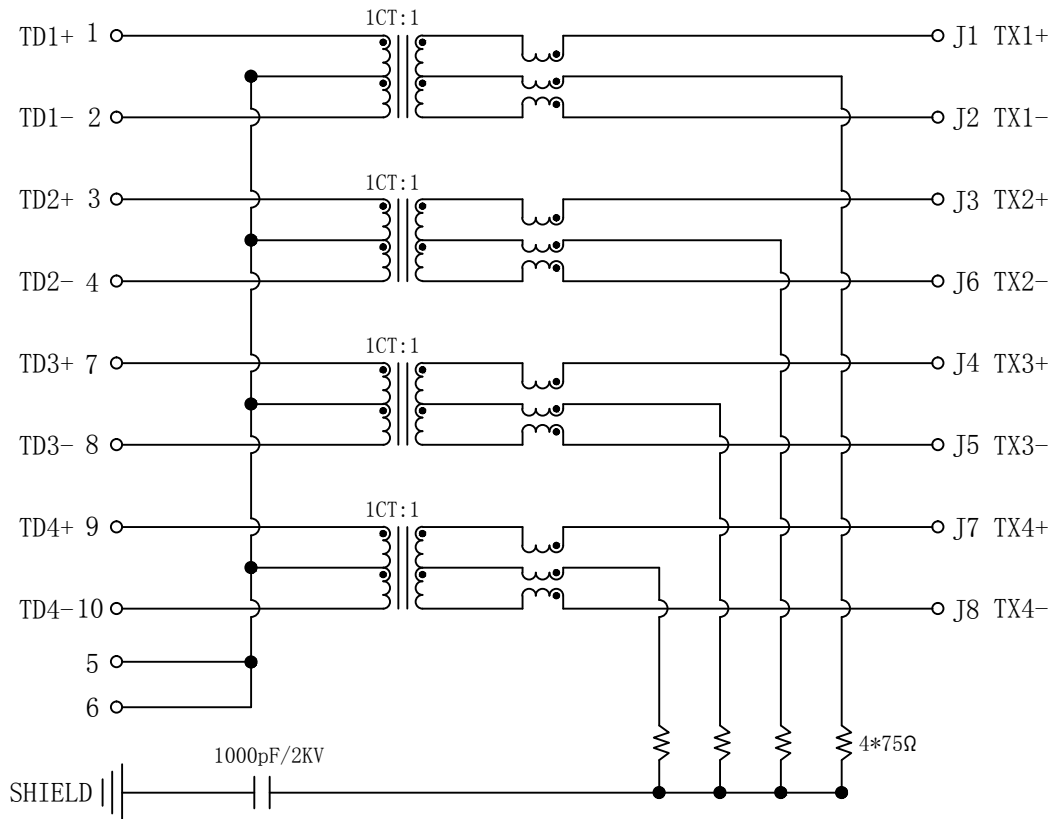 1CT:1
TD1+ 1 J1 TX1+
TD1- 2 J2 TX1-
1CT:1
TD2+ 3 J3 TX2+
TD2- 4 J6 TX2-
1CT:1
TD3+ 7 J4 TX3+
TD3- 8 J5 TX3-
1CT:1
TD4+ 9 J7 TX4+
TD4- 10 J8 TX4-
5
6
1000pF/2KV 4*75Ω
SHIELD